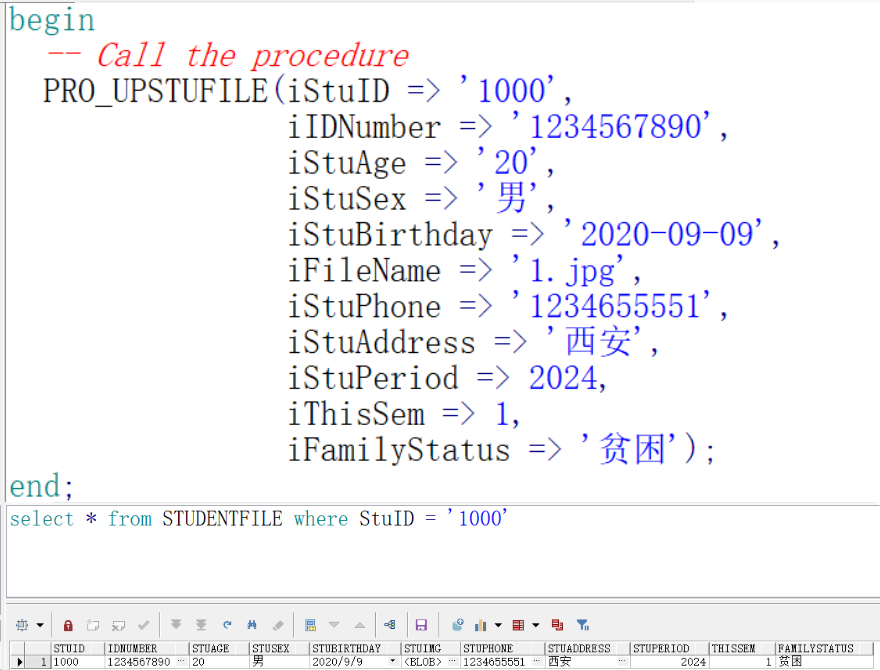 begin
-- Call the procedure
PRO_UPSTUFILE(iStuID => '1000',
iIDNumber => '1234567890',
iStuAge => '20',
iStuSex => '男',
iStuBirthday => '2020-09-09',
iFileName => '1.jpg',
iStuPhone => '1234655551',
iStuAddress => '西安',
iStuPeriod => 2024,
iThisSem => 1,
iFamilyStatus => '贫困');
end;
select * from STUDENTFILE where StuID = '1000'
STUID IDNUMBER STUAGE STUSEX STUBIRTHDAY STUIMG STUPHONE STUADDRESS STUPERIOD THISSEM FAMILYSTATUS
1 1000 1234567890 ... 20 男 2020/9/9 <BLOB> ... 1234655551 ... 西安 ... 2024 1 贫困